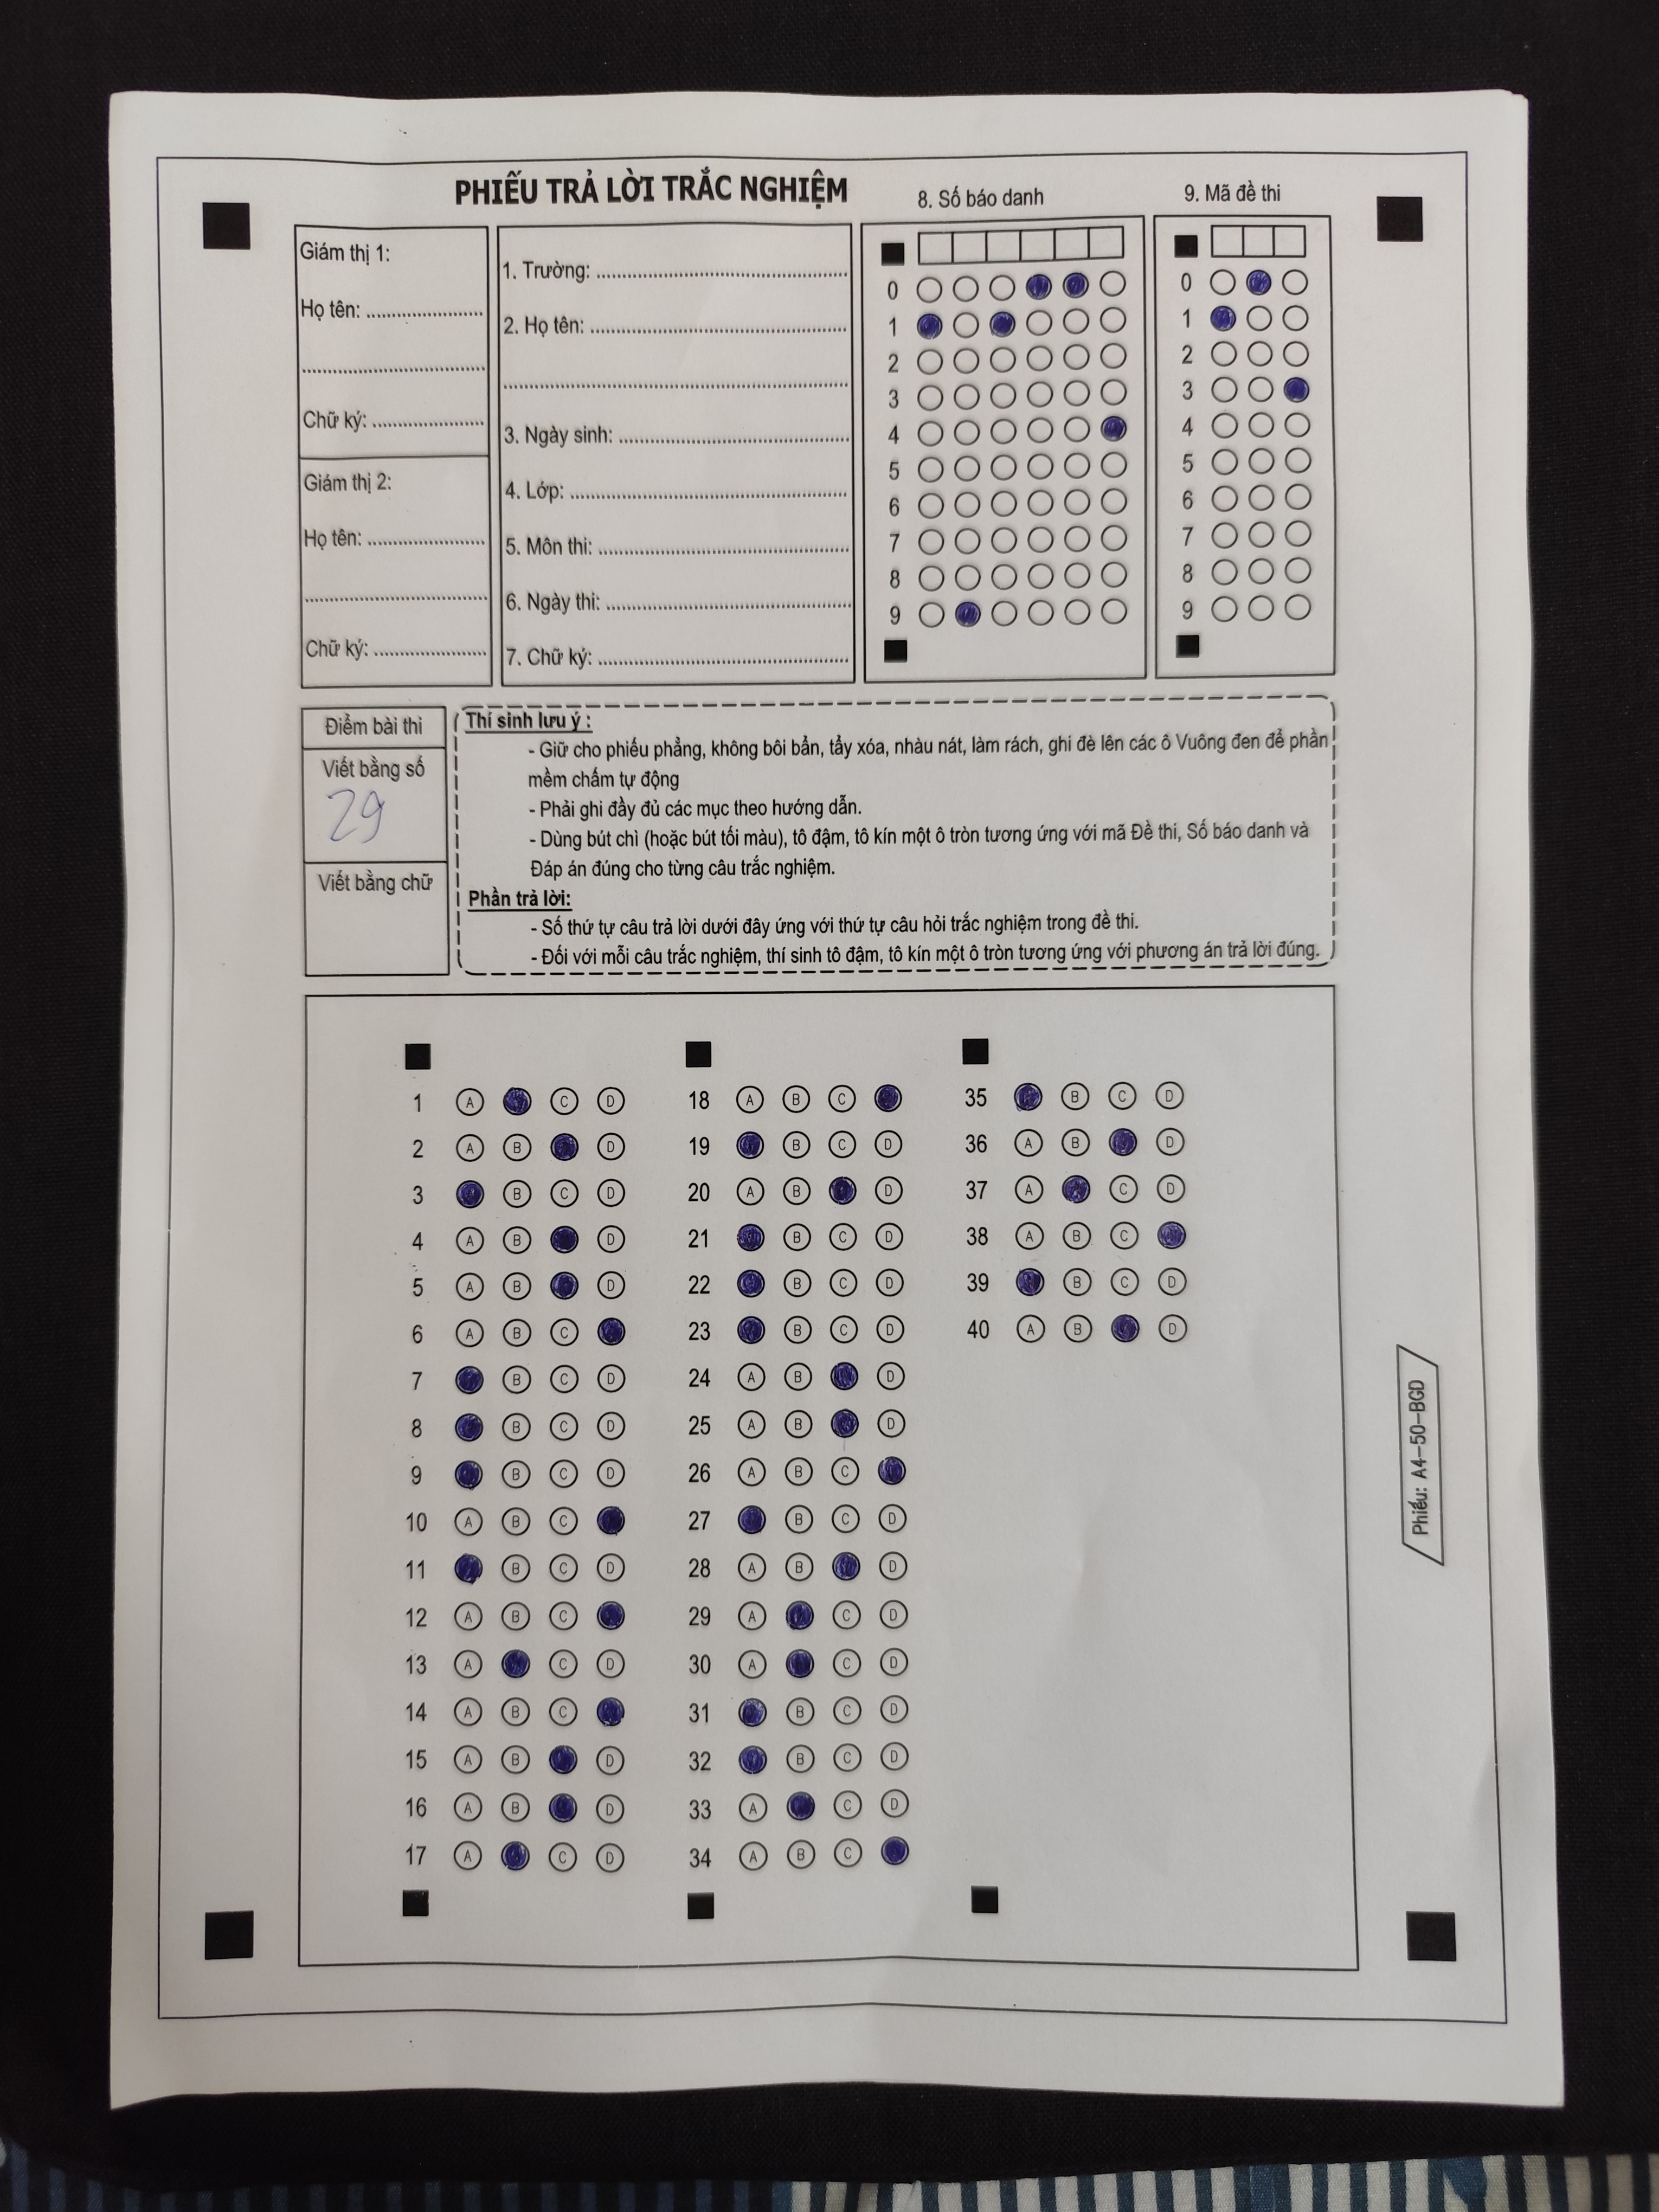 PHIẾU TRẢ LỜI TRẮC NGHIỆM
8. Số báo danh
9. Mã đề thi
Giám thị 1:
Họ tên: ........................
........................................
Chữ ký: ........................
Giám thị 2:
Họ tên: ........................
........................................
Chữ ký: ........................
1. Trường: ........................................
2. Họ tên: ........................................
........................................
3. Ngày sinh: ........................................
4. Lớp: ........................................
5. Môn thi: ........................................
6. Ngày thi: ........................................
7. Chữ ký: ........................................
0
1
2
3
4
5
6
7
8
9
0
1
2
3
4
5
6
7
8
9
Điểm bài thi
Viết bằng số
29
Viết bằng chữ
Thí sinh lưu ý :
- Giữ cho phiếu phẳng, không bôi bẩn, tẩy xóa, nhàu nát, làm rách, ghi đè lên các ô Vuông đen để phần
mềm chấm tự động
- Phải ghi đầy đủ các mục theo hướng dẫn.
- Dùng bút chì (hoặc bút tối màu), tô đậm, tô kín một ô tròn tương ứng với mã Đề thi, Số báo danh và
Đáp án đúng cho từng câu trắc nghiệm.
Phần trả lời:
- Số thứ tự câu trả lời dưới đây ứng với thứ tự câu hỏi trắc nghiệm trong đề thi.
- Đối với mỗi câu trắc nghiệm, thí sinh tô đậm, tô kín một ô tròn tương ứng với phương án trả lời đúng.
1 A C D
2 A B D
3 B C D
4 A B D
5 A B D
6 A B C
7 B C D
8 B C D
9 B C D
10 A B C
11 B C D
12 A B C
13 A C D
14 A B C
15 A B D
16 A B D
17 A C D
18 A B C
19 B C D
20 A B D
21 B C D
22 B C D
23 B C D
24 A B D
25 A B D
26 A B C
27 B C D
28 A B D
29 A C D
30 A C D
31 B C D
32 B C D
33 A C D
34 A B C
35 B C D
36 A B D
37 A C D
38 A B C
39 B C D
40 A B D
Phiếu: A4-50-BGD